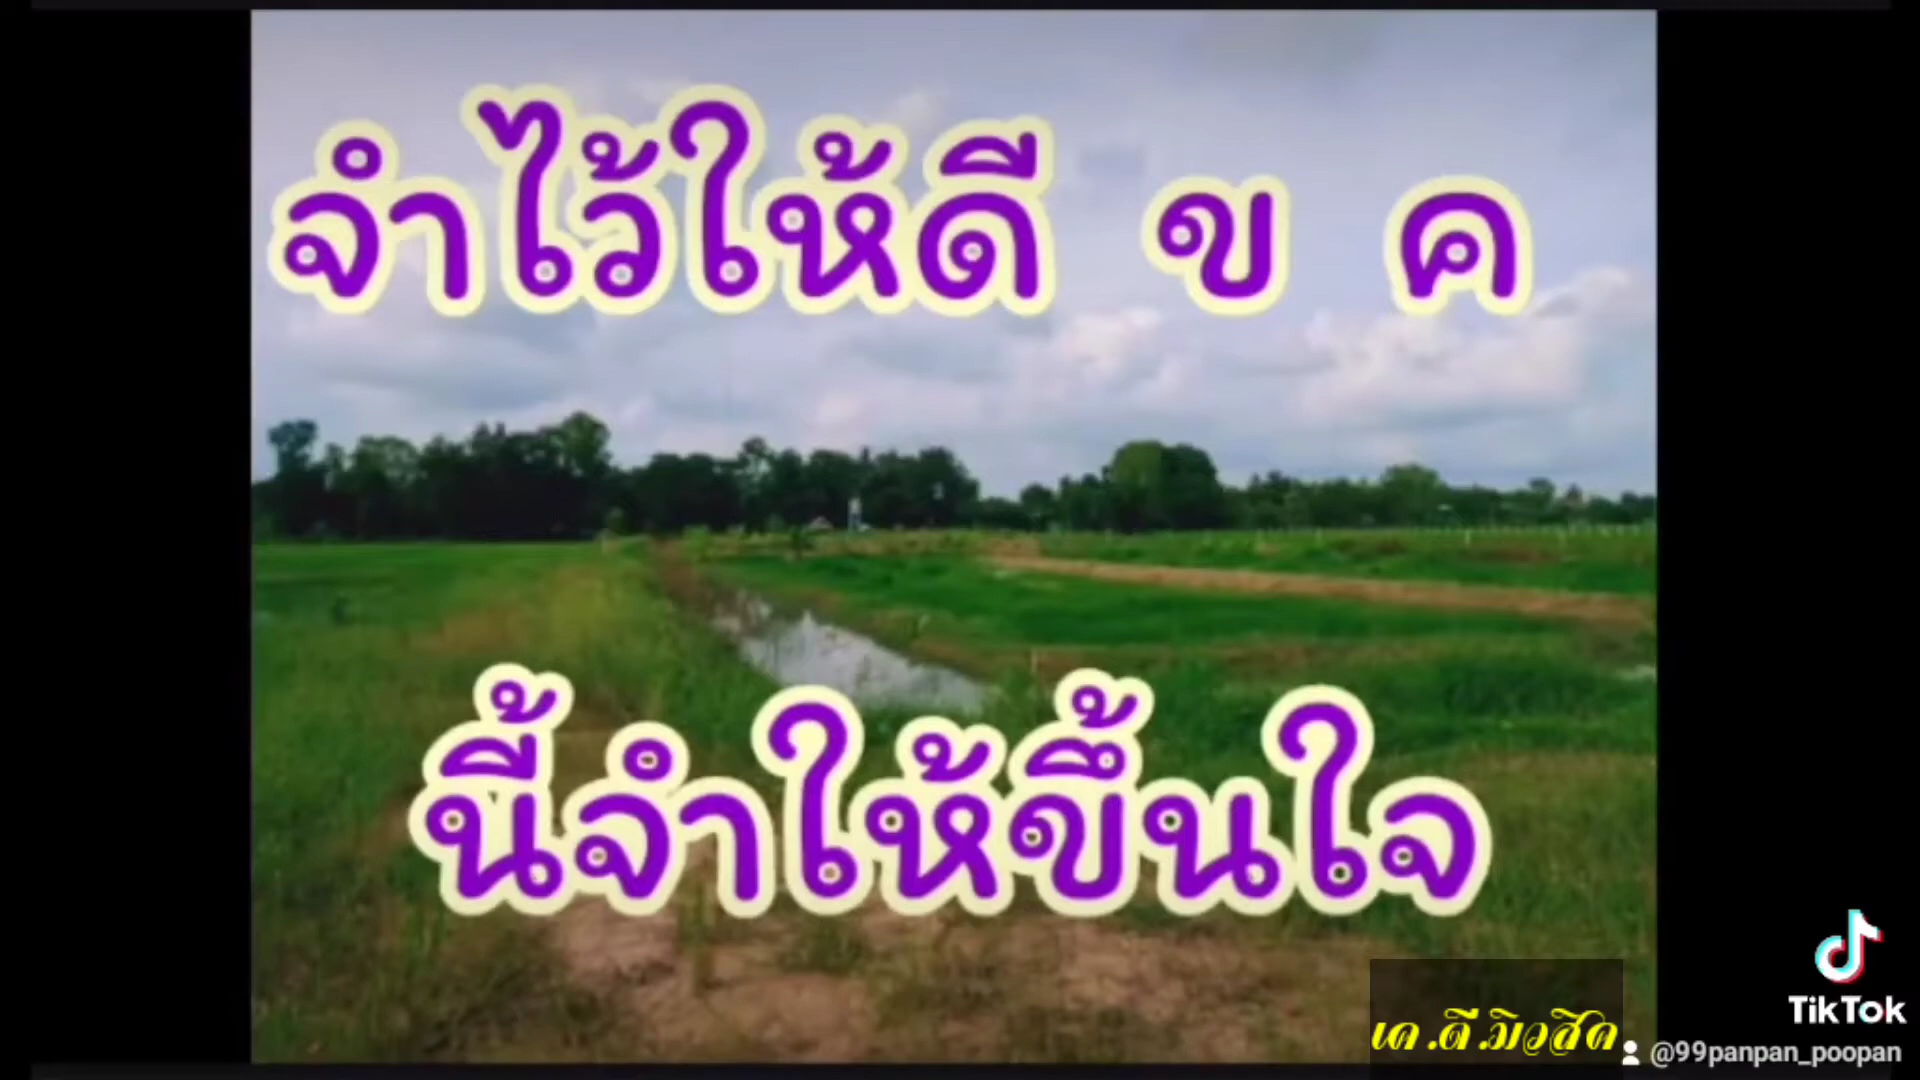 จำไว้ให้ดี ข ค
นี้จำให้ขึ้นใจ
เค.ดี.มิวสิค
TikTok
@99panpan_poopan